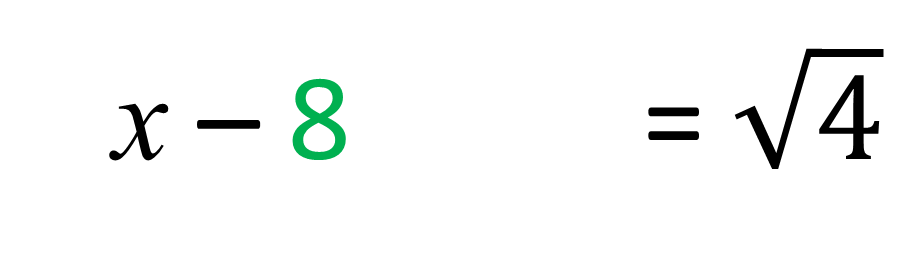 x − 8 = √4